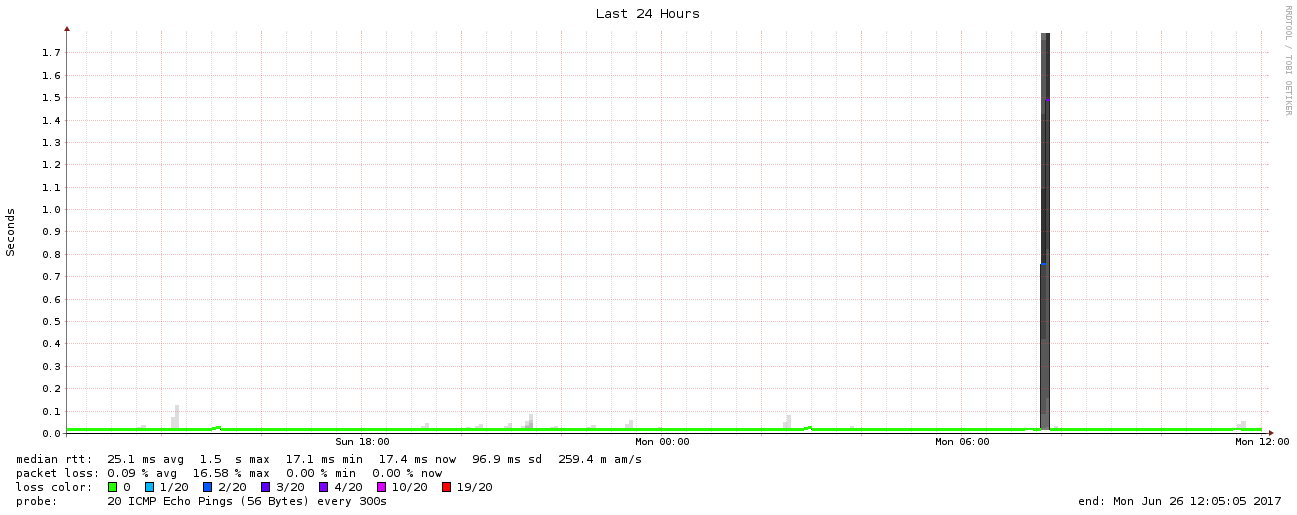 Last 24 Hours
RRDTOOL / TOBI OETIKER
Seconds
1.7
1.6
1.5
1.4
1.3
1.2
1.1
1.0
0.9
0.8
0.7
0.6
0.5
0.4
0.3
0.2
0.1
0.0
Sun 18:00 Mon 00:00 Mon 06:00 Mon 12:00
median rtt: 25.1 ms avg 1.5 s max 17.1 ms min 17.4 ms now 96.9 ms sd 259.4 m am/s
packet loss: 0.09 % avg 16.58 % max 0.00 % min 0.00 % now
loss color: 0 1/20 2/20 3/20 4/20 10/20 19/20
probe: 20 ICMP Echo Pings (56 Bytes) every 300s end: Mon Jun 26 12:05:05 2017